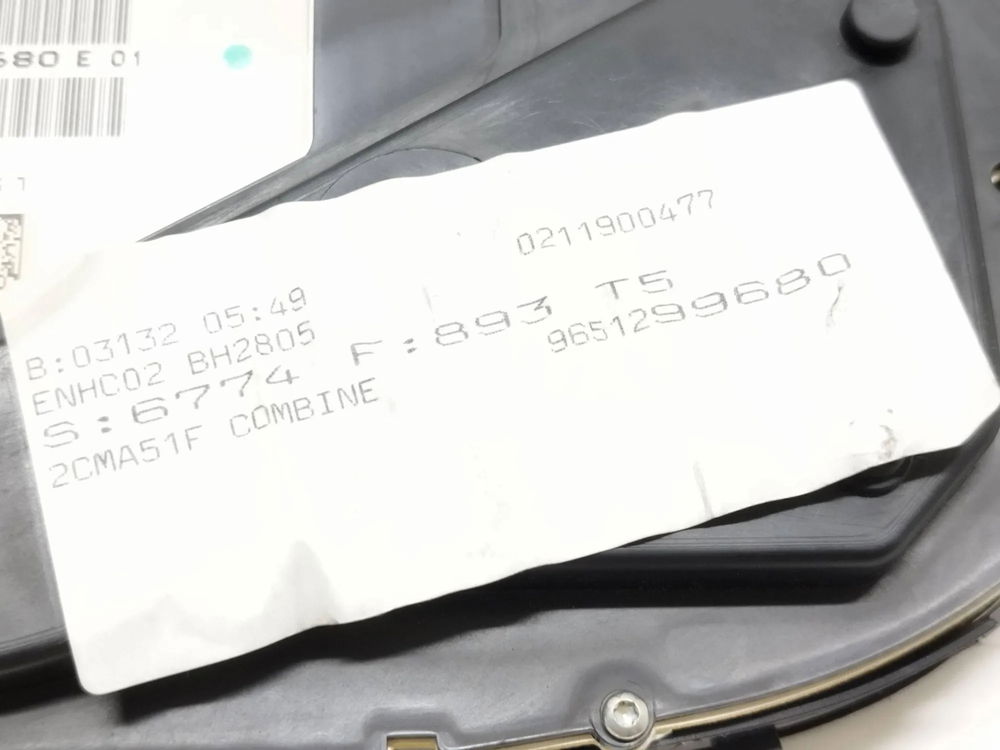 680 E 01
0211900477
B:03132 05:49
ENHC02 BH2805
S:6774 F:893 T5
9651299680
2CMA51F COMBINE